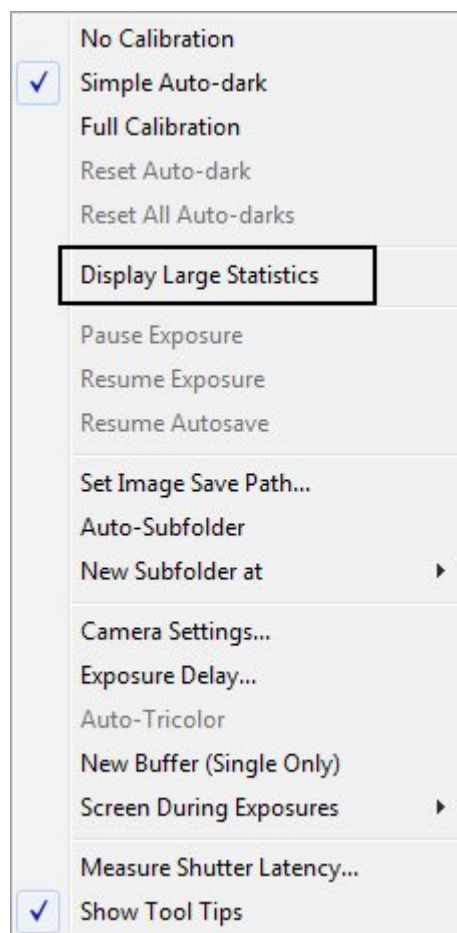 No Calibration
Simple Auto-dark
Full Calibration
Reset Auto-dark
Reset All Auto-darks
Display Large Statistics
Pause Exposure
Resume Exposure
Resume Autosave
Set Image Save Path...
Auto-Subfolder
New Subfolder at
Camera Settings...
Exposure Delay...
Auto-Tricolor
New Buffer (Single Only)
Screen During Exposures
Measure Shutter Latency...
Show Tool Tips